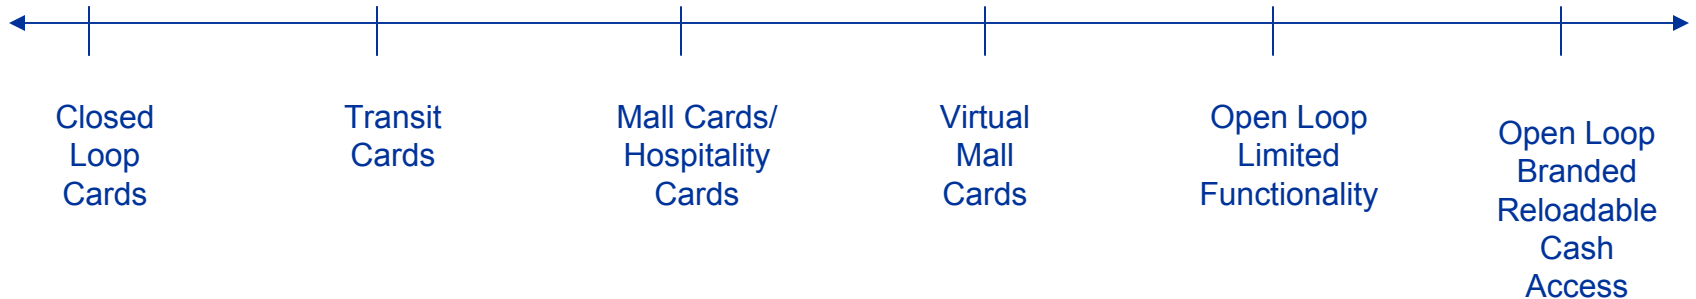 Closed
Loop
Cards
Transit
Cards
Mall Cards/
Hospitality
Cards
Virtual
Mall
Cards
Open Loop
Limited
Functionality
Open Loop
Branded
Reloadable
Cash
Access